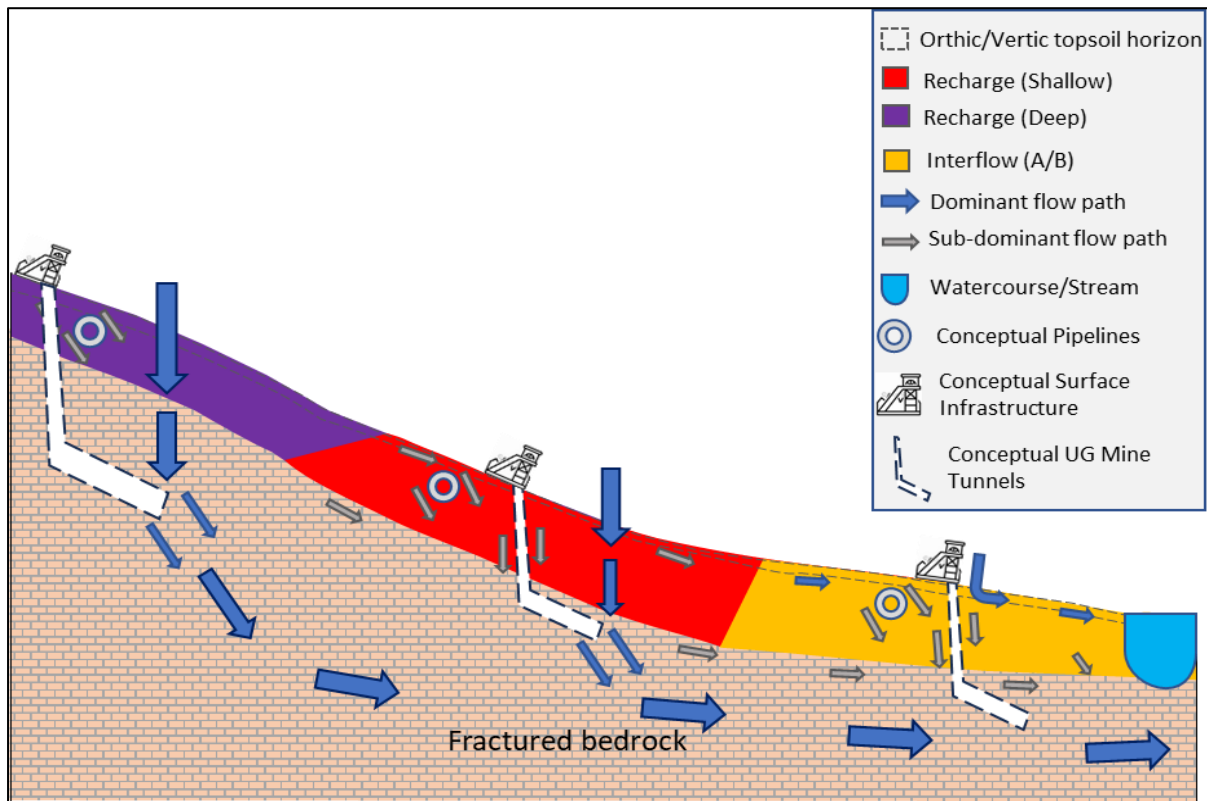 Orthic/Vertic topsoil horizon
Recharge (Shallow)
Recharge (Deep)
Interflow (A/B)
Dominant flow path
Sub-dominant flow path
Watercourse/Stream
Conceptual Pipelines
Conceptual Surface
Infrastructure
Conceptual UG Mine
Tunnels
Fractured bedrock